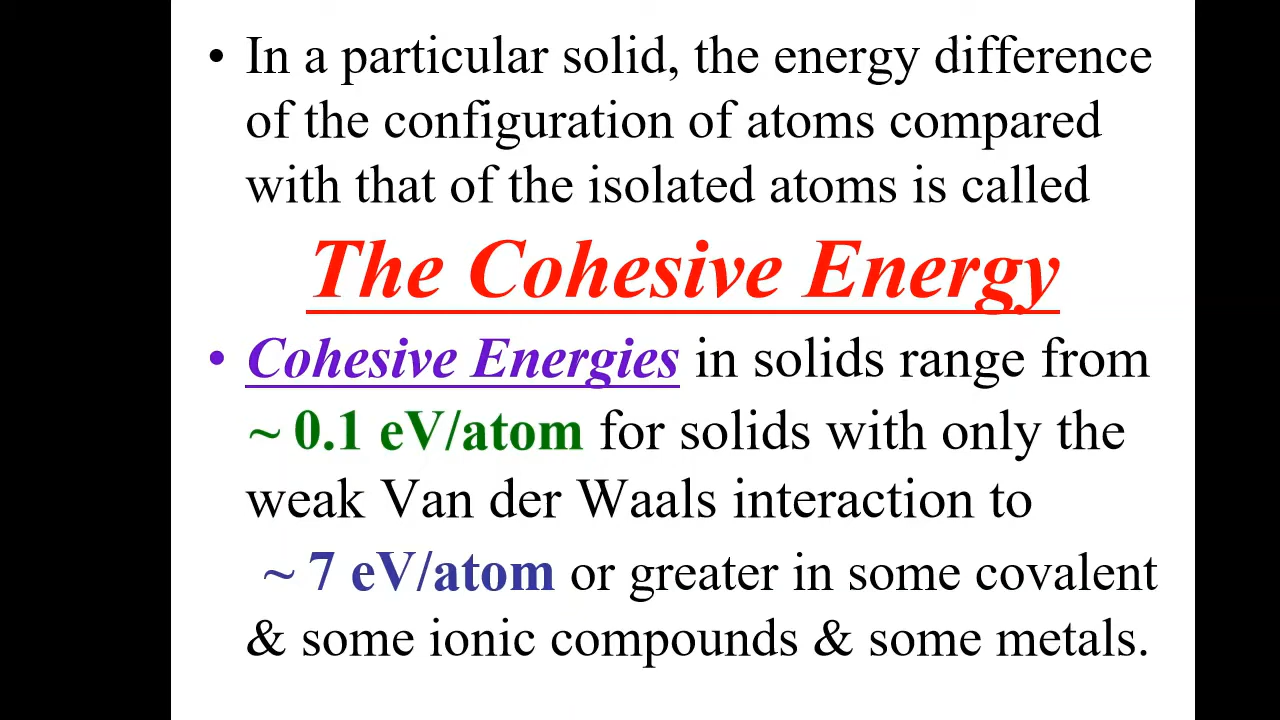 • In a particular solid, the energy difference
of the configuration of atoms compared
with that of the isolated atoms is called
The Cohesive Energy
• Cohesive Energies in solids range from
~ 0.1 eV/atom for solids with only the
weak Van der Waals interaction to
~ 7 eV/atom or greater in some covalent
& some ionic compounds & some metals.